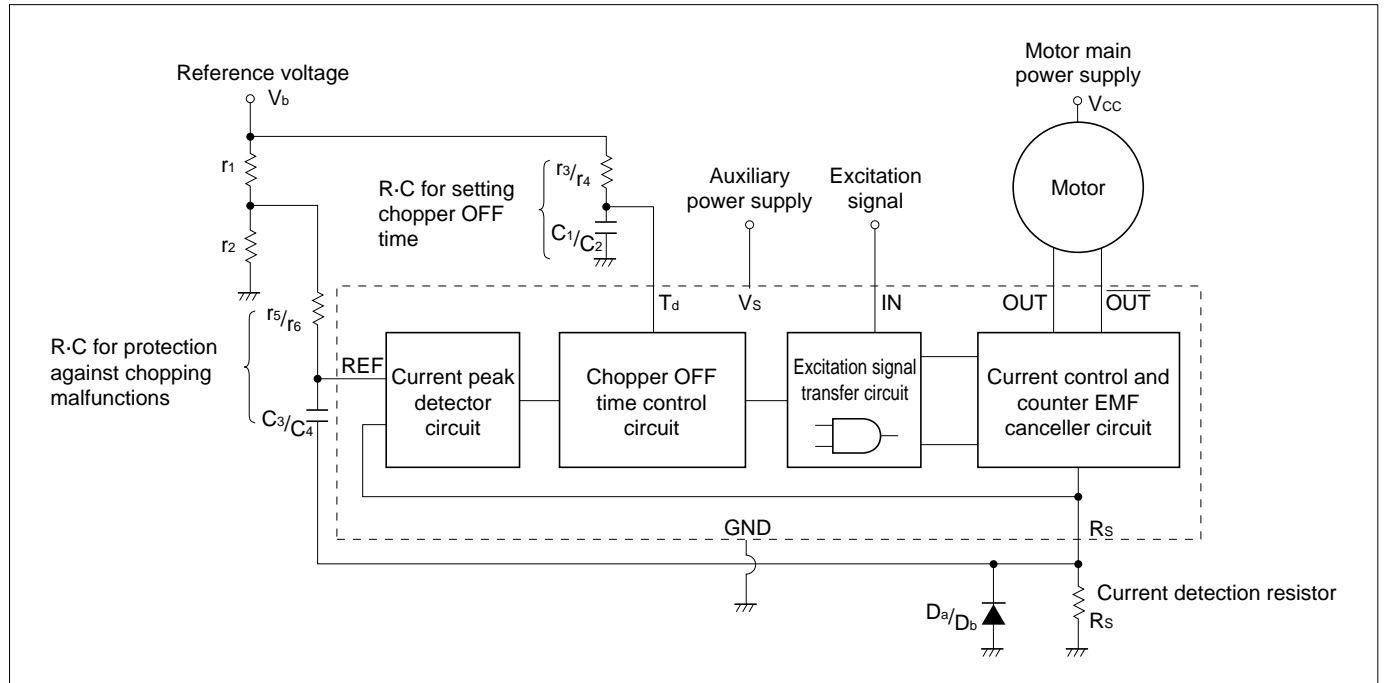 Motor main
power supply
Vcc
Reference voltage
Vb
r1
r2
R·C for setting
chopper OFF
time
r3/r4
C1/C2
Auxiliary
power supply
Excitation
signal
Motor
Td
Vs
IN
OUT
OUT
r5/r6
R·C for protection
against chopping
malfunctions
C3/C4
REF
Current peak
detector
circuit
Chopper OFF
time control
circuit
Excitation signal
transfer circuit
Current control and
counter EMF
canceller circuit
GND
Rs
Da/Db
Current detection resistor
Rs